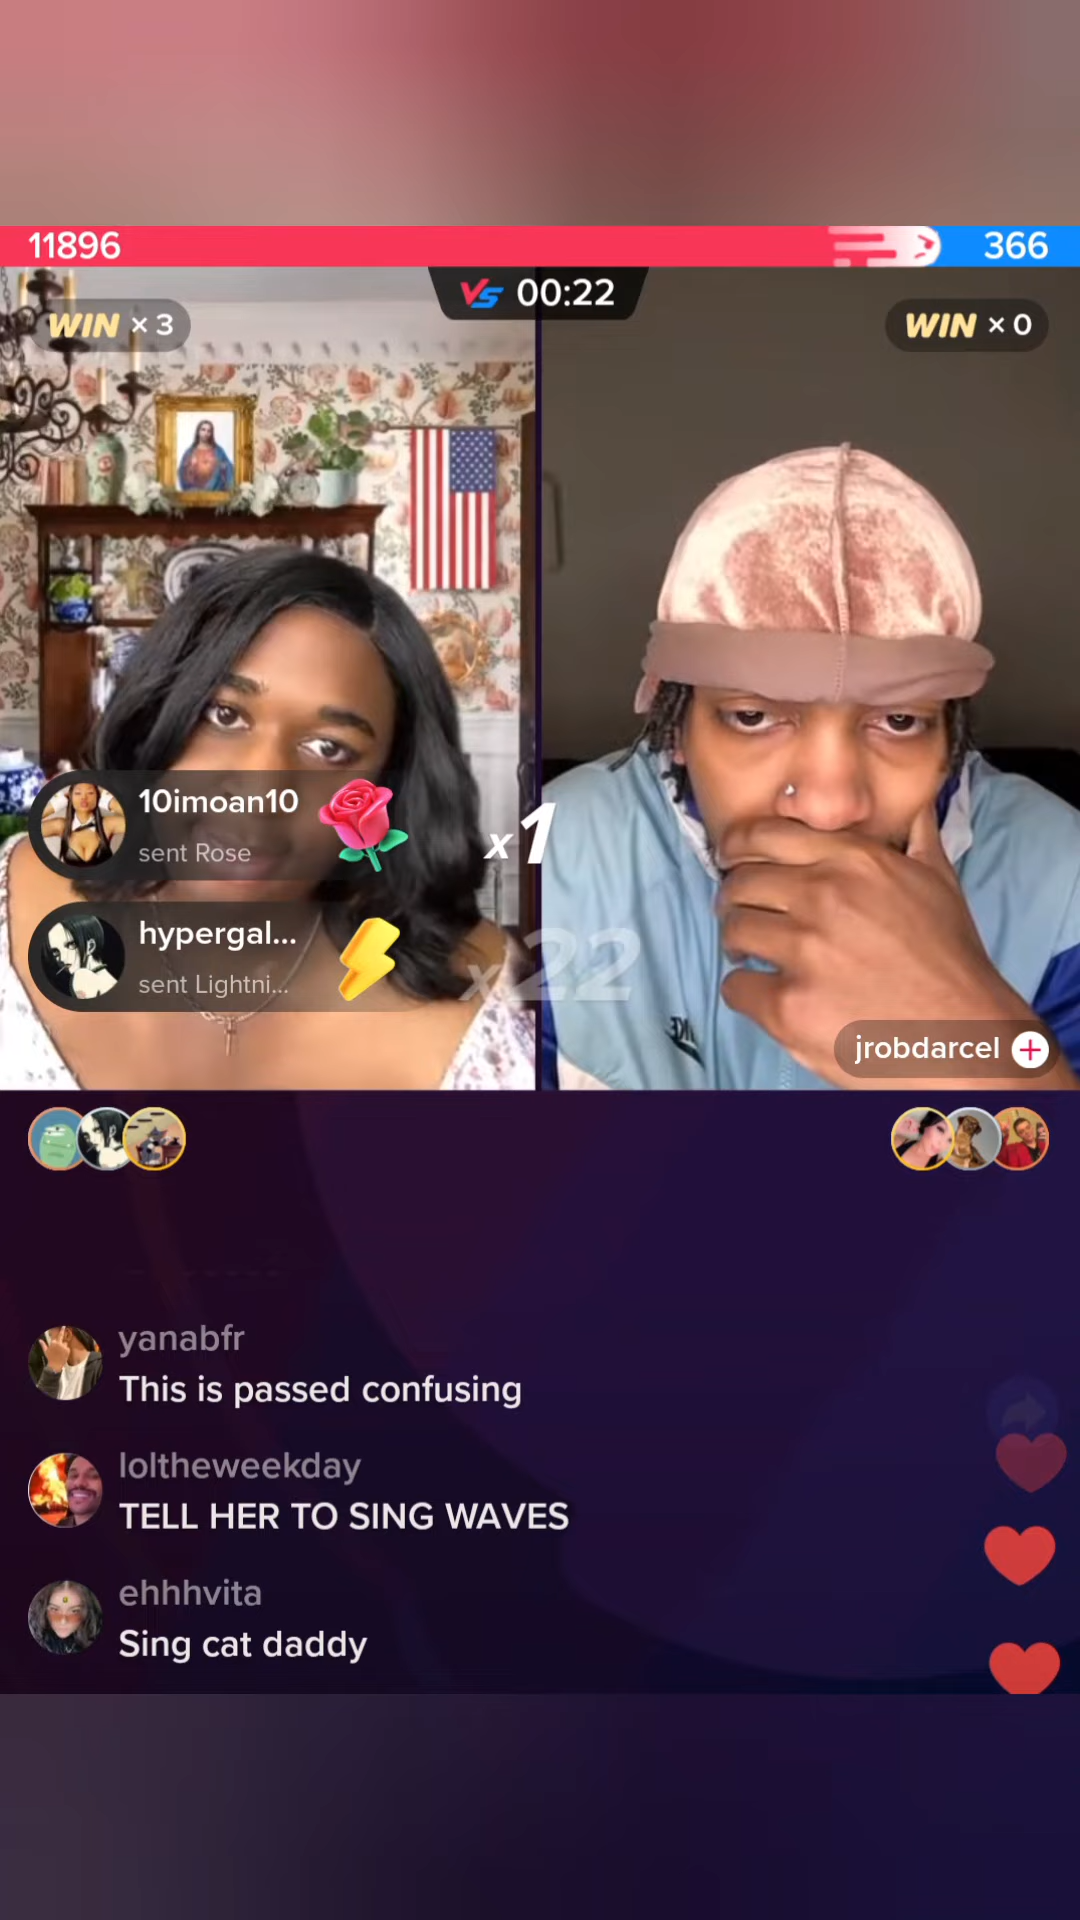 11896
366
VS 00:22
WIN × 3
WIN × 0
10imoan10
sent Rose
x1
hypergal...
sent Lightni...
x22
NIKE
jrobdarcel
yanabfr
This is passed confusing
loltheweekday
TELL HER TO SING WAVES
ehhhvita
Sing cat daddy